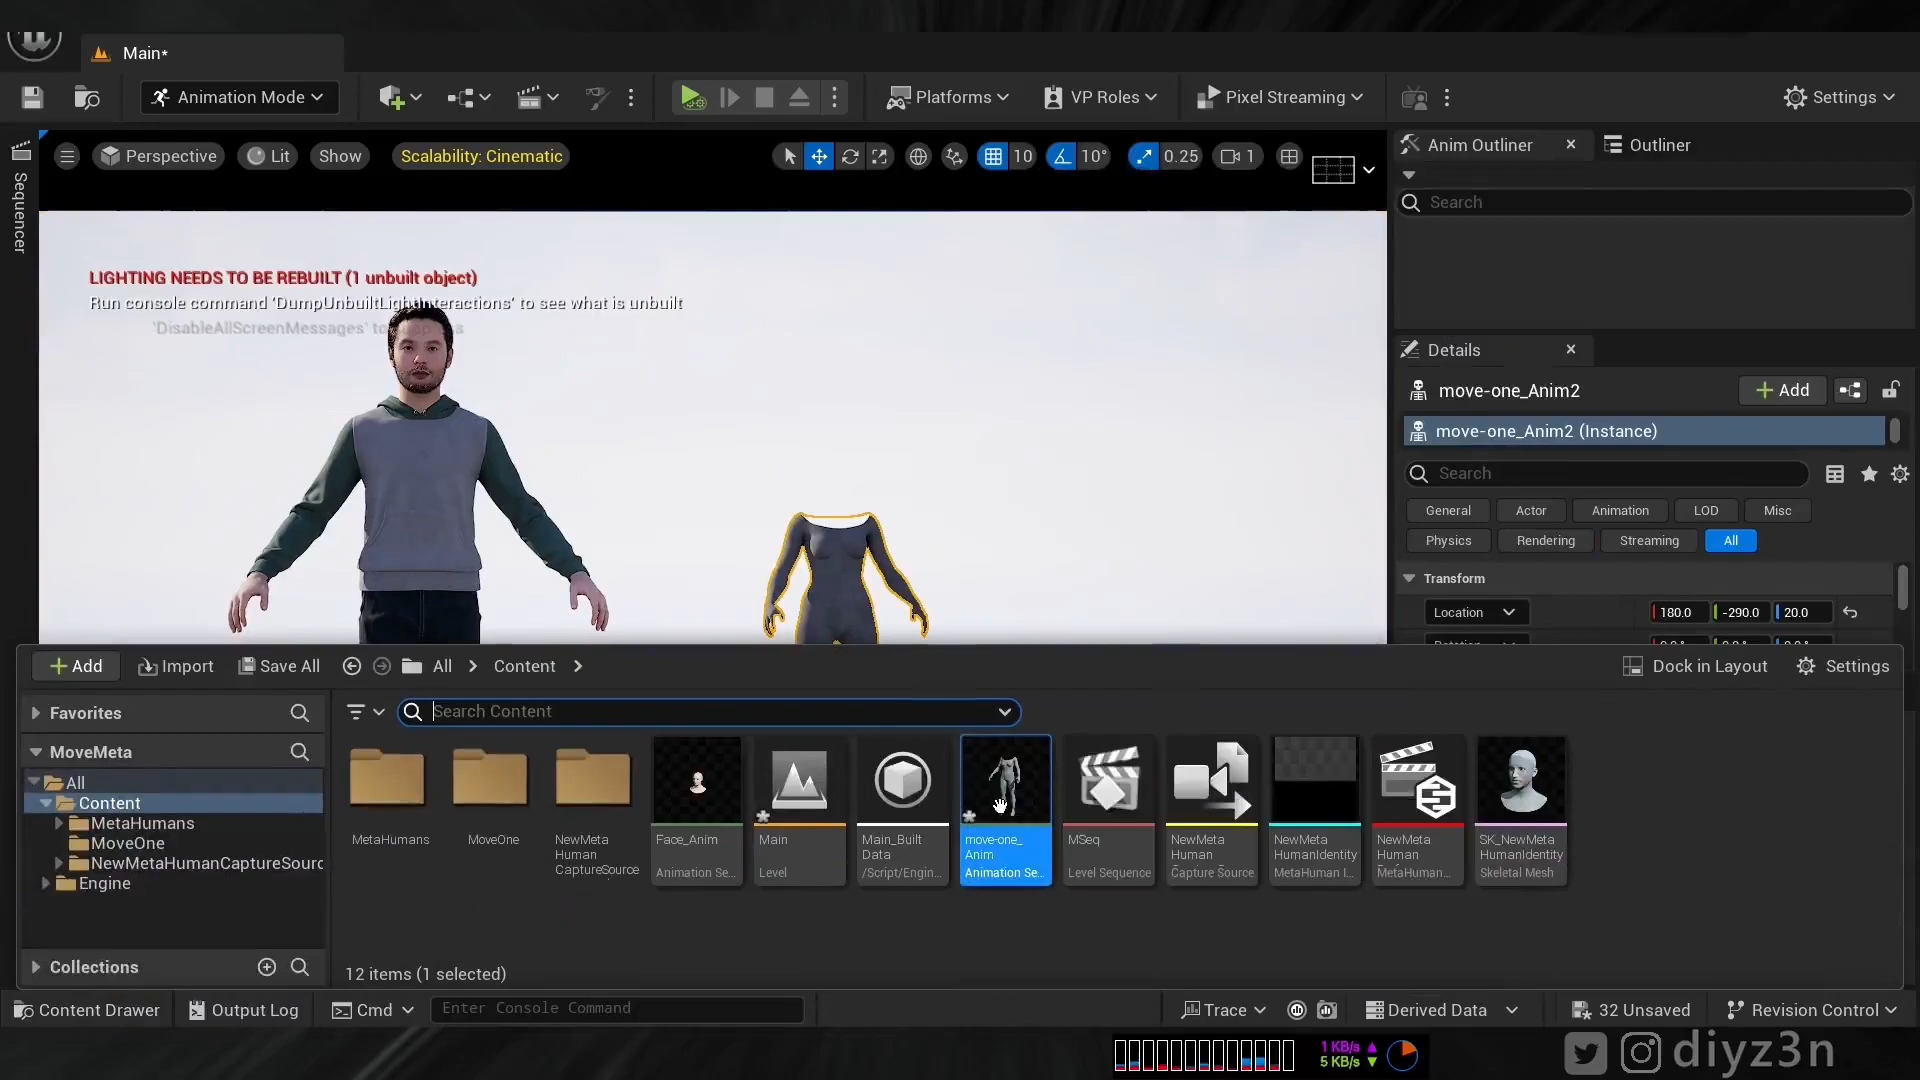 Main*
Animation Mode
Platforms
VP Roles
Pixel Streaming
Settings
Sequencer
Perspective
Lit
Show
Scalability: Cinematic
10
10°
0.25
1
Anim Outliner
Outliner
Search
LIGHTING NEEDS TO BE REBUILT (1 unbuilt object)
Run console command 'DumpUnbuiltLightInteractions' to see what is unbuilt
'DisableAllScreenMessages' to
Details
move-one_Anim2
Add
move-one_Anim2 (Instance)
Search
General
Actor
Animation
LOD
Misc
Physics
Rendering
Streaming
All
Transform
Location
180.0
-290.0
20.0
Add
Import
Save All
All
Content
Dock in Layout
Settings
Favorites
Search Content
MoveMeta
All
Content
MetaHumans
MoveOne
NewMetaHumanCaptureSourc
Engine
Collections
MetaHumans
MoveOne
NewMeta
Human
CaptureSource
Face_Anim
Animation Se...
Main
Level
Main_Built
Data
/Script/Engin...
move-one_
Anim
Animation Se...
MSeq
Level Sequence
NewMeta
Human
Capture Source
NewMeta
HumanIdentity
MetaHuman I...
NewMeta
Human
MetaHuman...
SK_NewMeta
HumanIdentity
Skeletal Mesh
12 items (1 selected)
Content Drawer
Output Log
Cmd
Enter Console Command
Trace
Derived Data
32 Unsaved
Revision Control
1 KB/s
5 KB/s
diyz3n